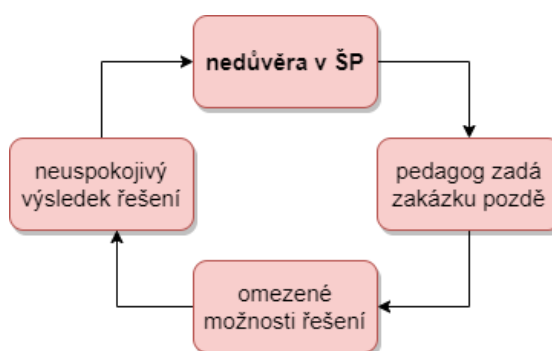 nedůvěra v ŠP
pedagog zadá
zakázku pozdě
omezené
možnosti řešení
neuspokojivý
výsledek řešení